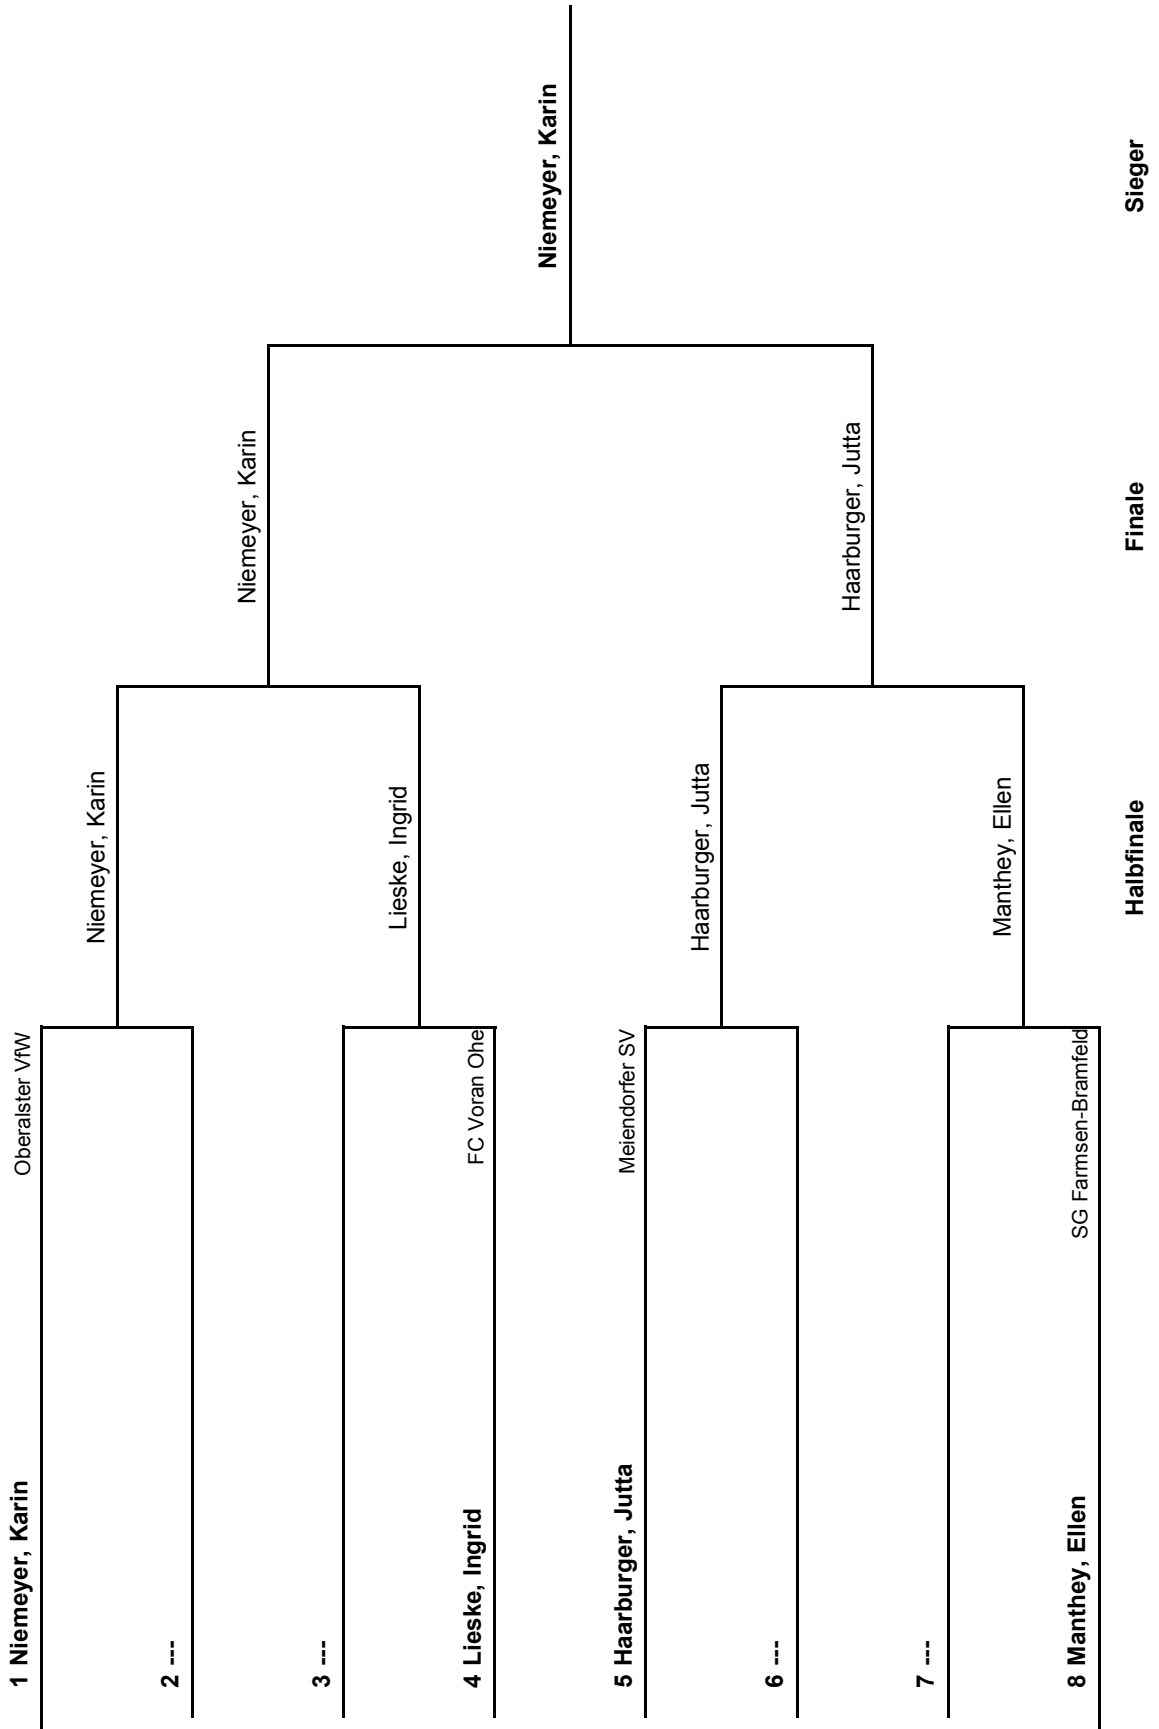 1 Niemeyer, Karin
Oberalster VfW
Niemeyer, Karin
2 ---
Niemeyer, Karin
3 ---
Lieske, Ingrid
4 Lieske, Ingrid
FC Voran Ohe
Niemeyer, Karin
5 Haarburger, Jutta
Meiendorfer SV
Haarburger, Jutta
6 ---
Haarburger, Jutta
7 ---
Manthey, Ellen
8 Manthey, Ellen
SG Farmsen-Bramfeld
Halbfinale
Finale
Sieger